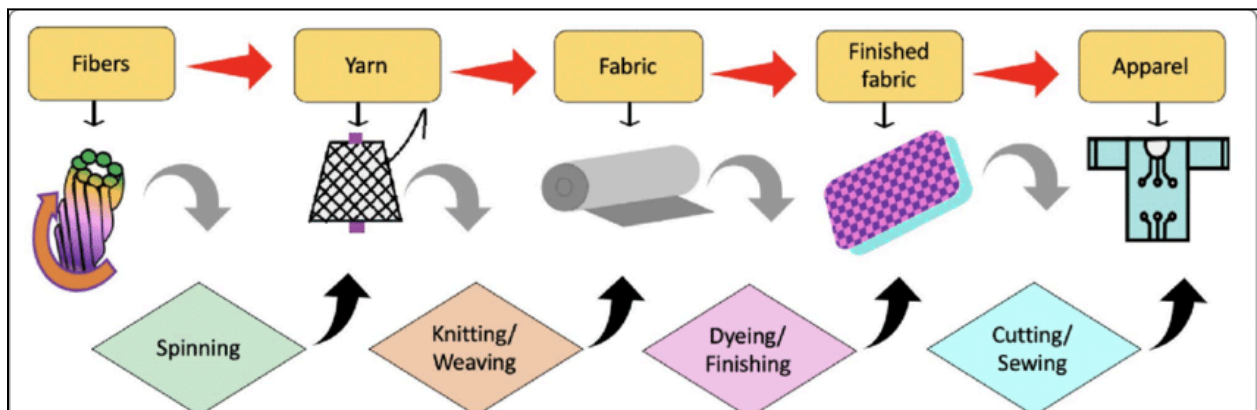 Fibers
Yarn
Fabric
Finished
fabric
Apparel
Spinning
Knitting/
Weaving
Dyeing/
Finishing
Cutting/
Sewing